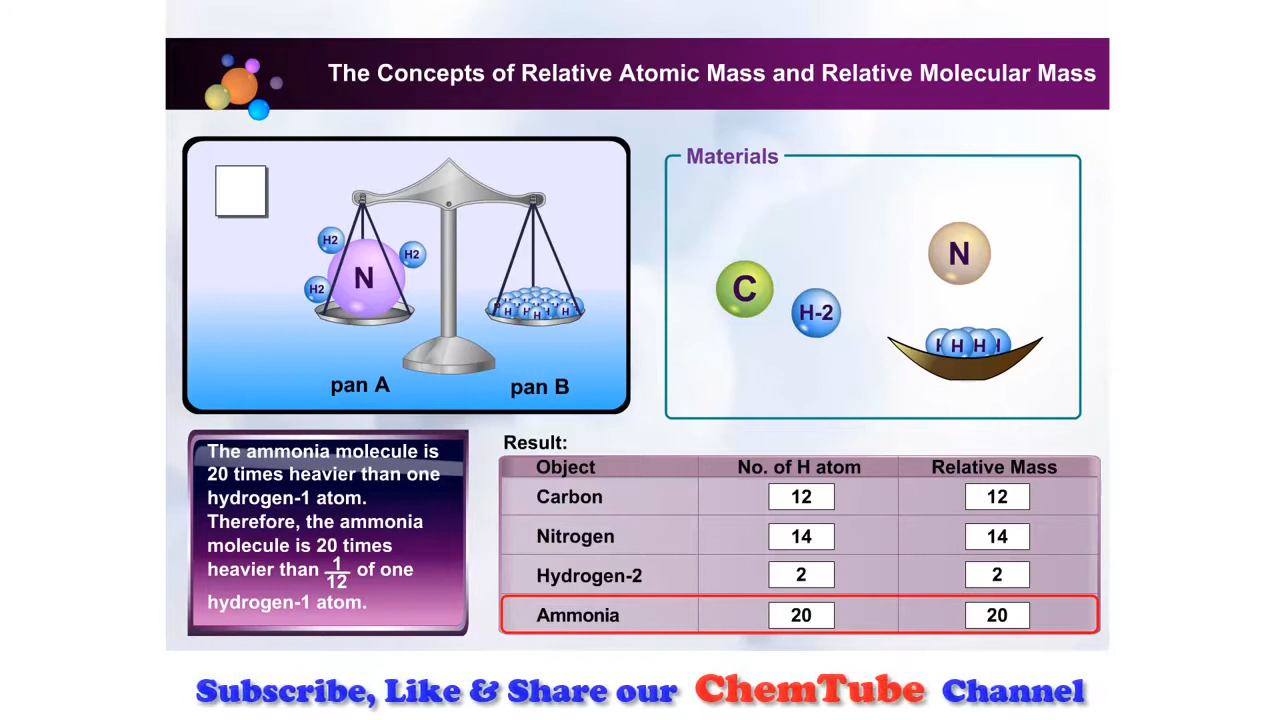 The Concepts of Relative Atomic Mass and Relative Molecular Mass
H2
H2
H2
N
H H H H H
pan A
pan B
Materials
C
H-2
N
H H H H
The ammonia molecule is
20 times heavier than one
hydrogen-1 atom.
Therefore, the ammonia
molecule is 20 times
heavier than 1/12 of one
hydrogen-1 atom.
Result:
Object No. of H atom Relative Mass
Carbon 12 12
Nitrogen 14 14
Hydrogen-2 2 2
Ammonia 20 20
Subscribe, Like & Share our ChemTube Channel